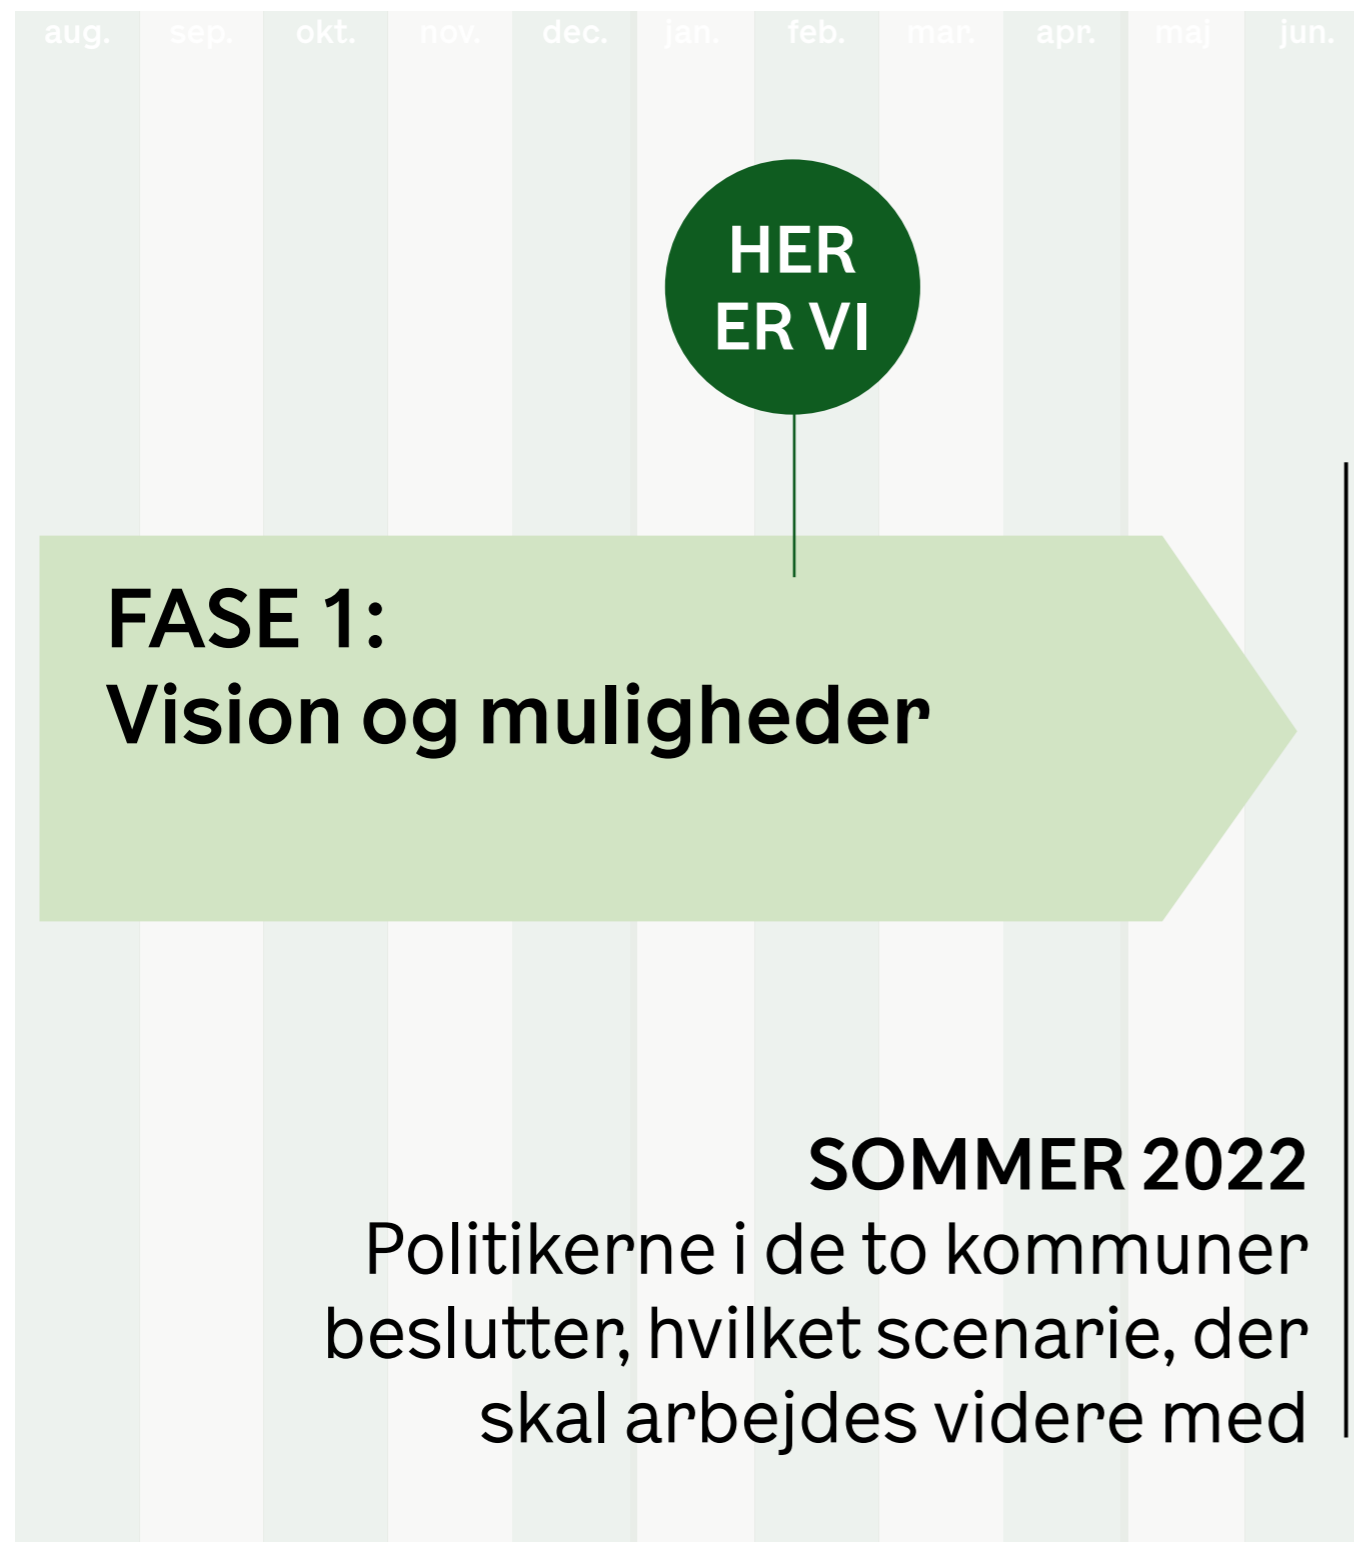 aug. sep. okt. nov. dec. jan. feb. mar. apr. maj jun.
HER
ER VI
FASE 1:
Vision og muligheder
SOMMER 2022
Politikerne i de to kommuner
beslutter, hvilket scenarie, der
skal arbejdes videre med